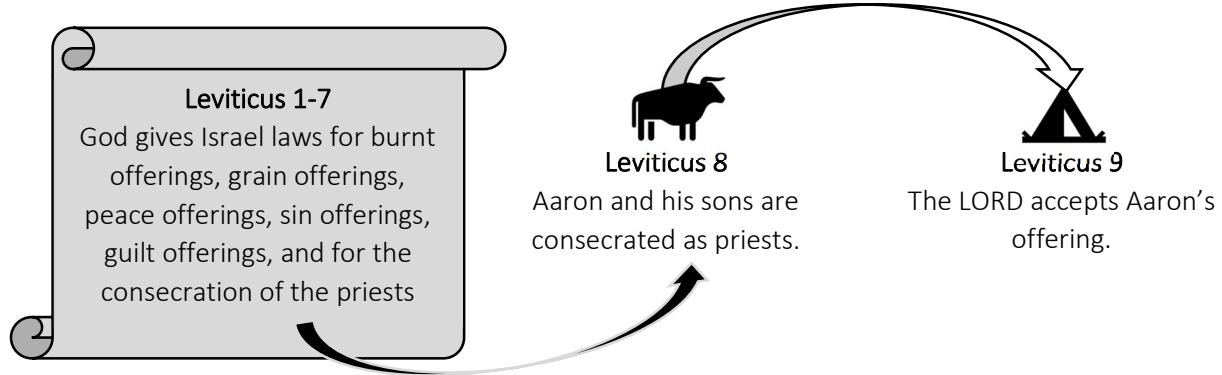 Leviticus 1-7
God gives Israel laws for burnt
offerings, grain offerings,
peace offerings, sin offerings,
guilt offerings, and for the
consecration of the priests
Leviticus 8
Aaron and his sons are
consecrated as priests.
Leviticus 9
The LORD accepts Aaron’s
offering.